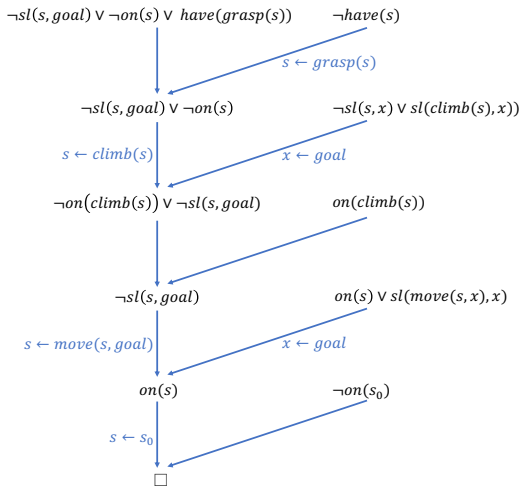 ¬sl(s, goal) ∨ ¬on(s) ∨ have(grasp(s)) ¬have(s)
s ← grasp(s)
¬sl(s, goal) ∨ ¬on(s) ¬sl(s, x) ∨ sl(climb(s), x))
s ← climb(s) x ← goal
¬on(climb(s)) ∨ ¬sl(s, goal) on(climb(s))
¬sl(s, goal) on(s) ∨ sl(move(s, x), x)
s ← move(s, goal) x ← goal
on(s) ¬on(s₀)
s ← s₀
□